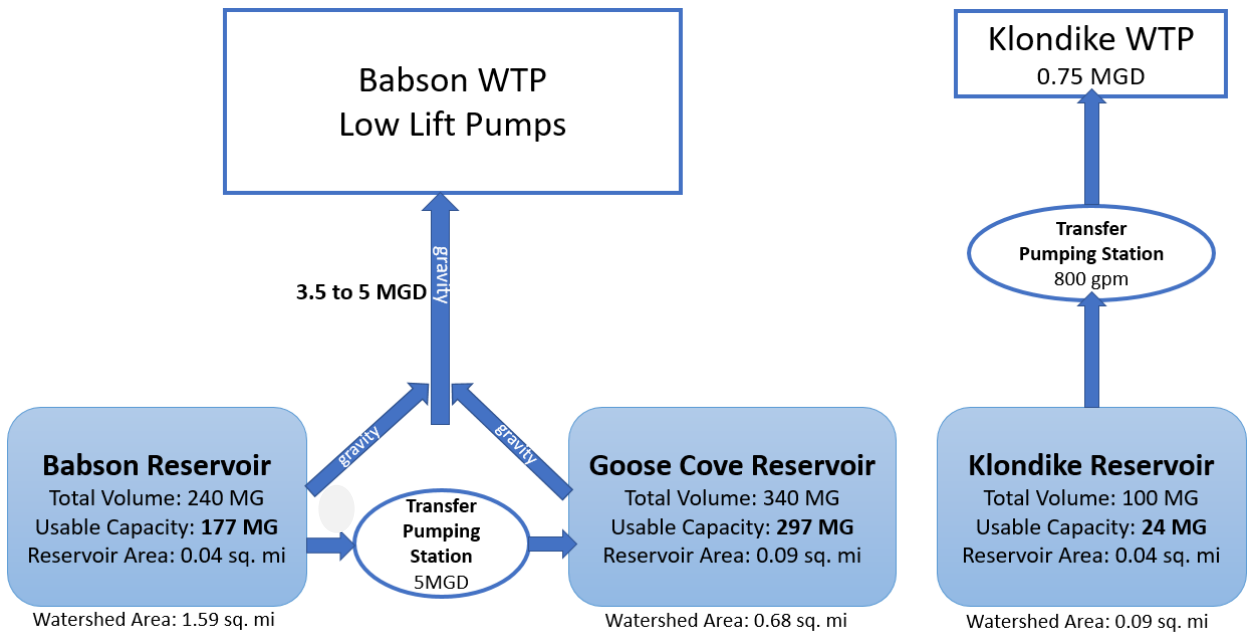 Babson WTP
Low Lift Pumps
Klondike WTP
0.75 MGD
gravity
3.5 to 5 MGD
Transfer
Pumping Station
800 gpm
gravity
gravity
Babson Reservoir
Total Volume: 240 MG
Usable Capacity: 177 MG
Reservoir Area: 0.04 sq. mi
Watershed Area: 1.59 sq. mi
Transfer
Pumping
Station
5MGD
Goose Cove Reservoir
Total Volume: 340 MG
Usable Capacity: 297 MG
Reservoir Area: 0.09 sq. mi
Watershed Area: 0.68 sq. mi
Klondike Reservoir
Total Volume: 100 MG
Usable Capacity: 24 MG
Reservoir Area: 0.04 sq. mi
Watershed Area: 0.09 sq. mi